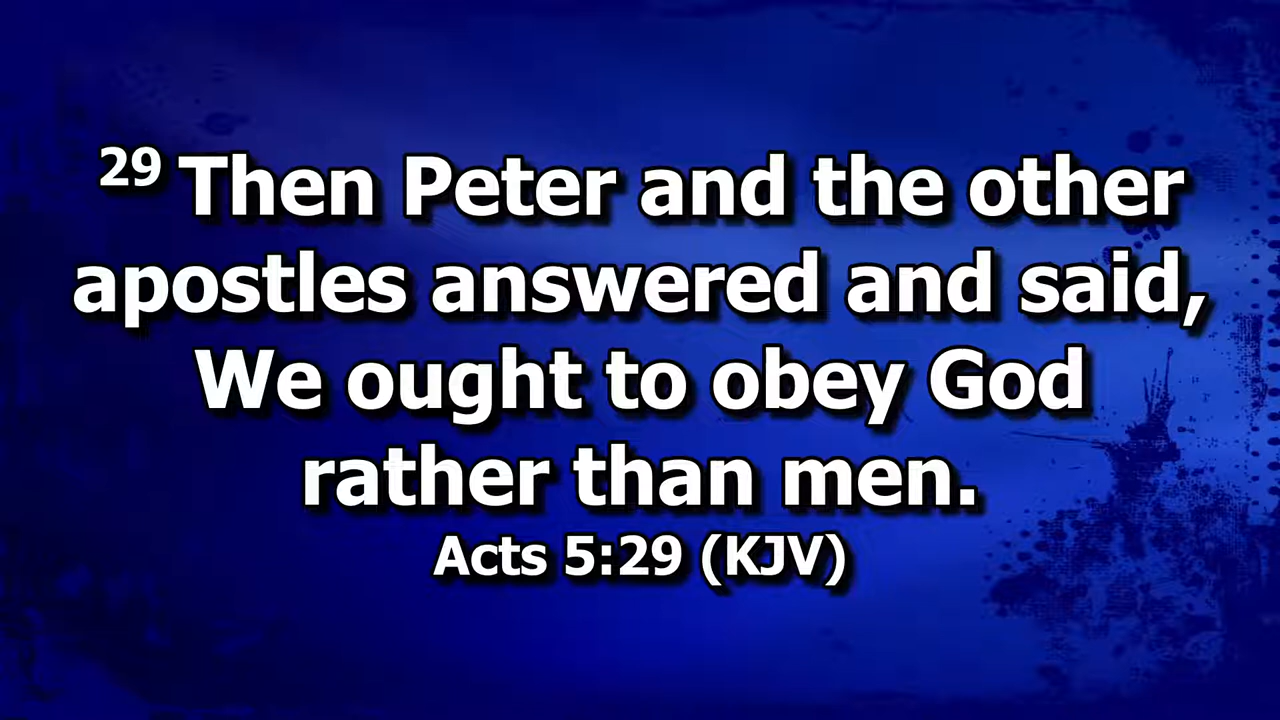 29 Then Peter and the other
apostles answered and said,
We ought to obey God
rather than men.
Acts 5:29 (KJV)